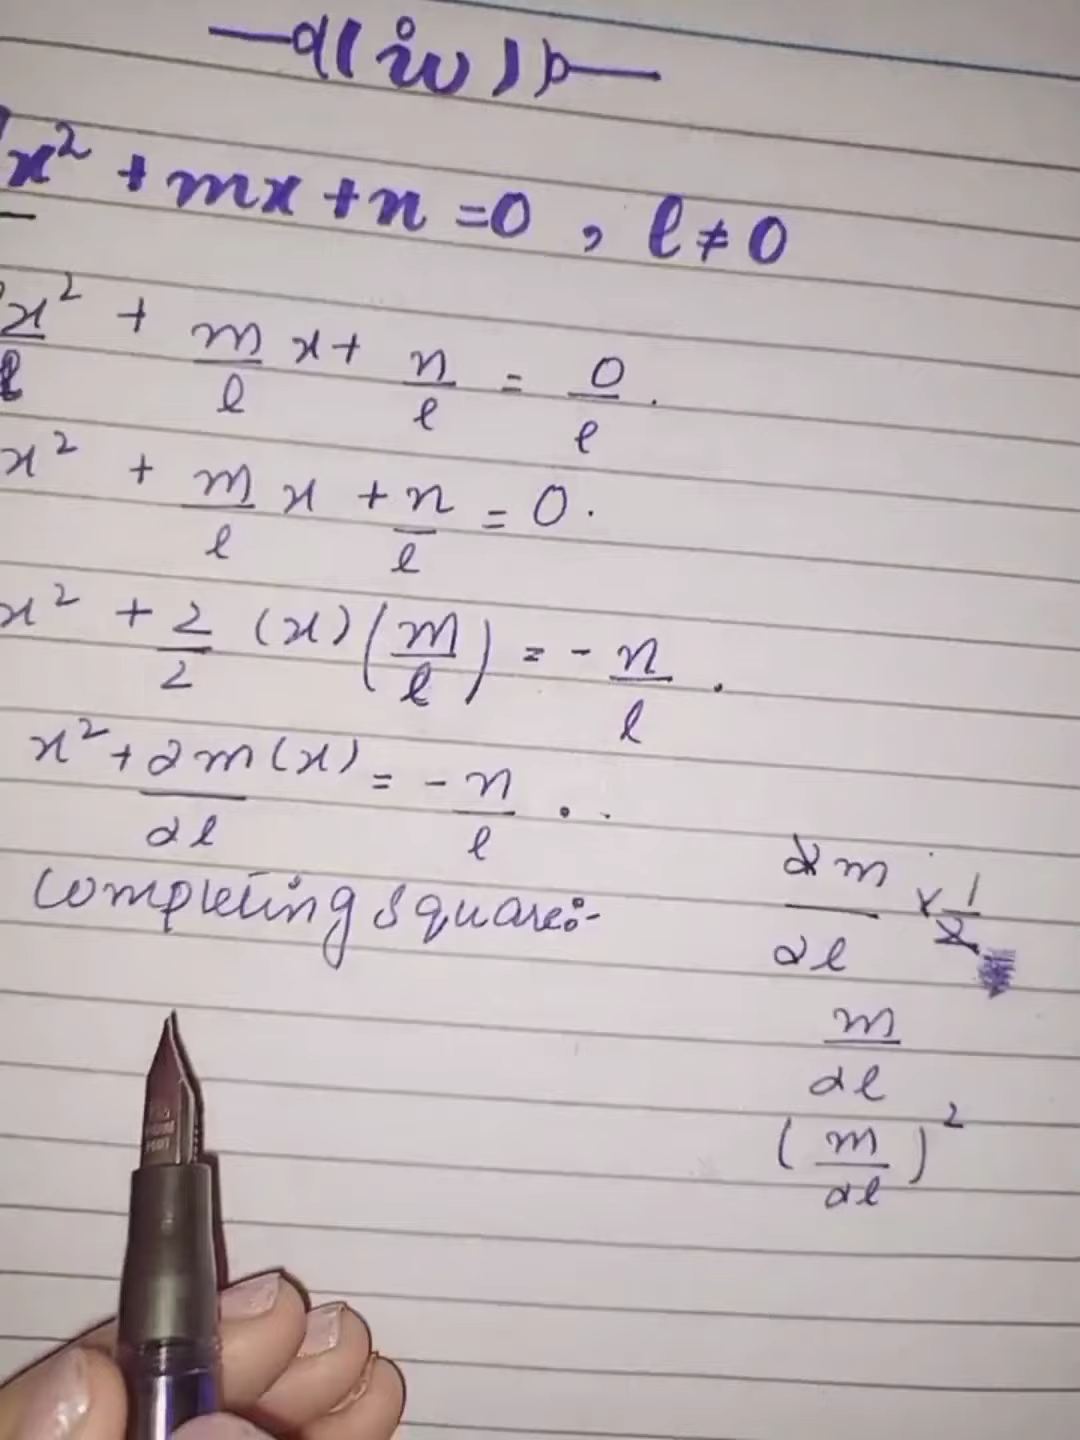 (iv)
x² + mx + n = 0 , l ≠ 0
x²/l + m/l x + n/l = 0/l .
x² + m/l x + n/l = 0 .
x² + 2/2 (x) (m/l) = - n/l .
x² + 2m(x)/2l = - n/l . .
completing square:-
2m/2l × 1/2
m/2l
(m/2l)²